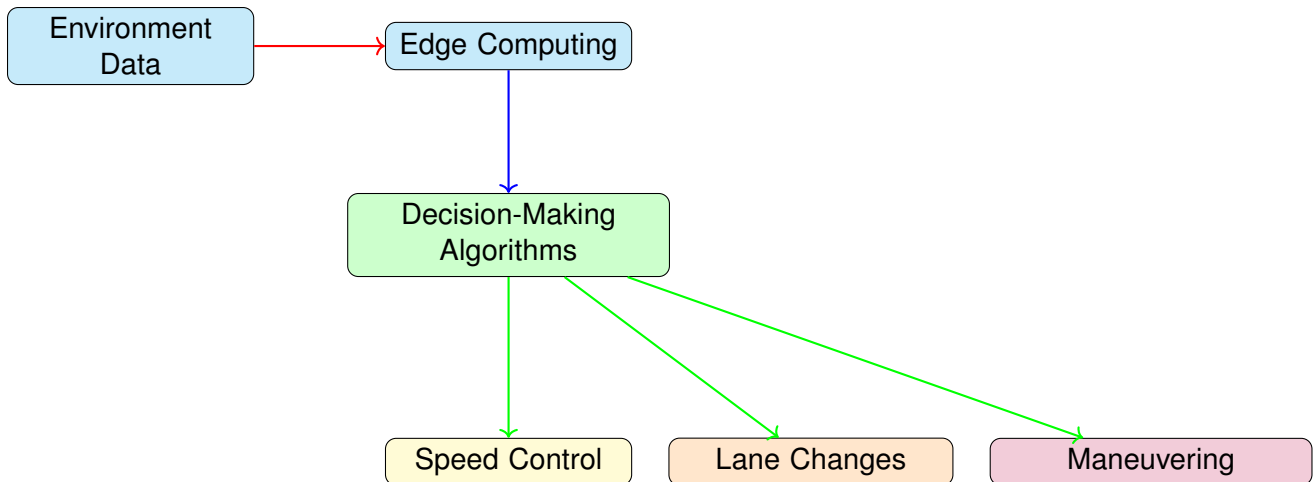 Environment
Data
Edge Computing
Decision-Making
Algorithms
Speed Control
Lane Changes
Maneuvering